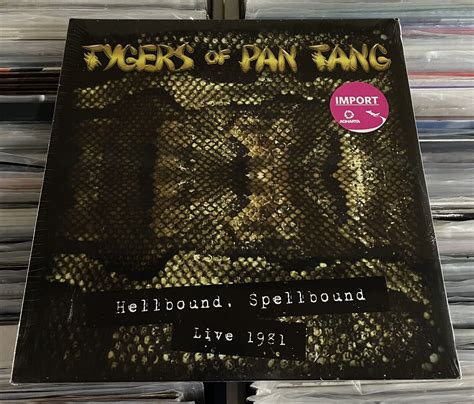 TYGERS OF PAN TANG
IMPORT
Hellbound, Spellbound
Live 1981